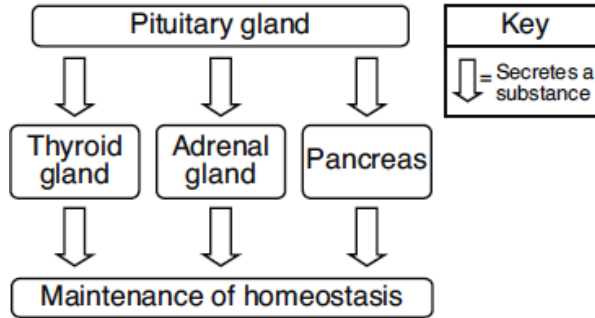 Pituitary gland
Key
= Secretes a
substance
Thyroid
gland
Adrenal
gland
Pancreas
Maintenance of homeostasis